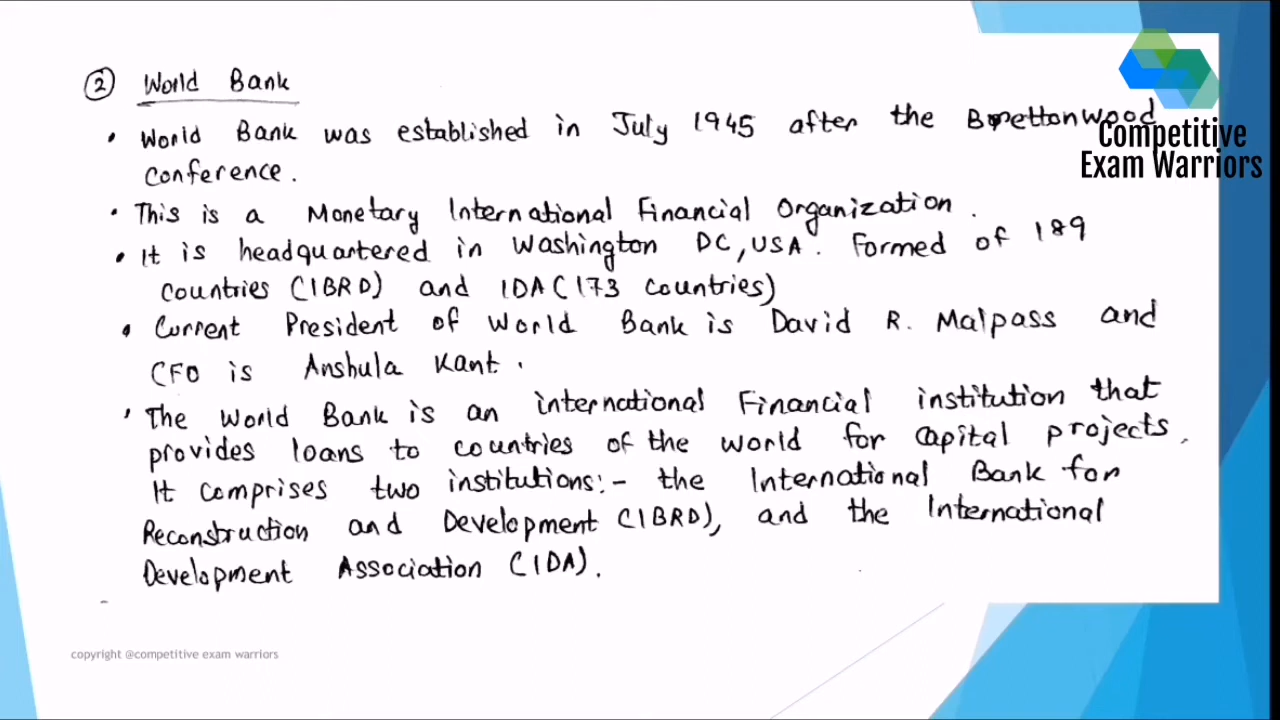 ② World Bank
• World Bank was established in July 1945 after the Brettonwood
conference.
• This is a Monetary International Financial Organization.
• It is headquartered in Washington DC, USA. Formed of 189
countries (IBRD) and IDA (173 countries)
• Current President of World Bank is David R. Malpass and
CFO is Anshula Kant.
• The World Bank is an international Financial institution that
provides loans to countries of the world for capital projects.
It comprises two institutions:- the International Bank for
Reconstruction and Development (IBRD), and the International
Development Association (IDA).
Competitive
Exam Warriors
copyright @competitive exam warriors